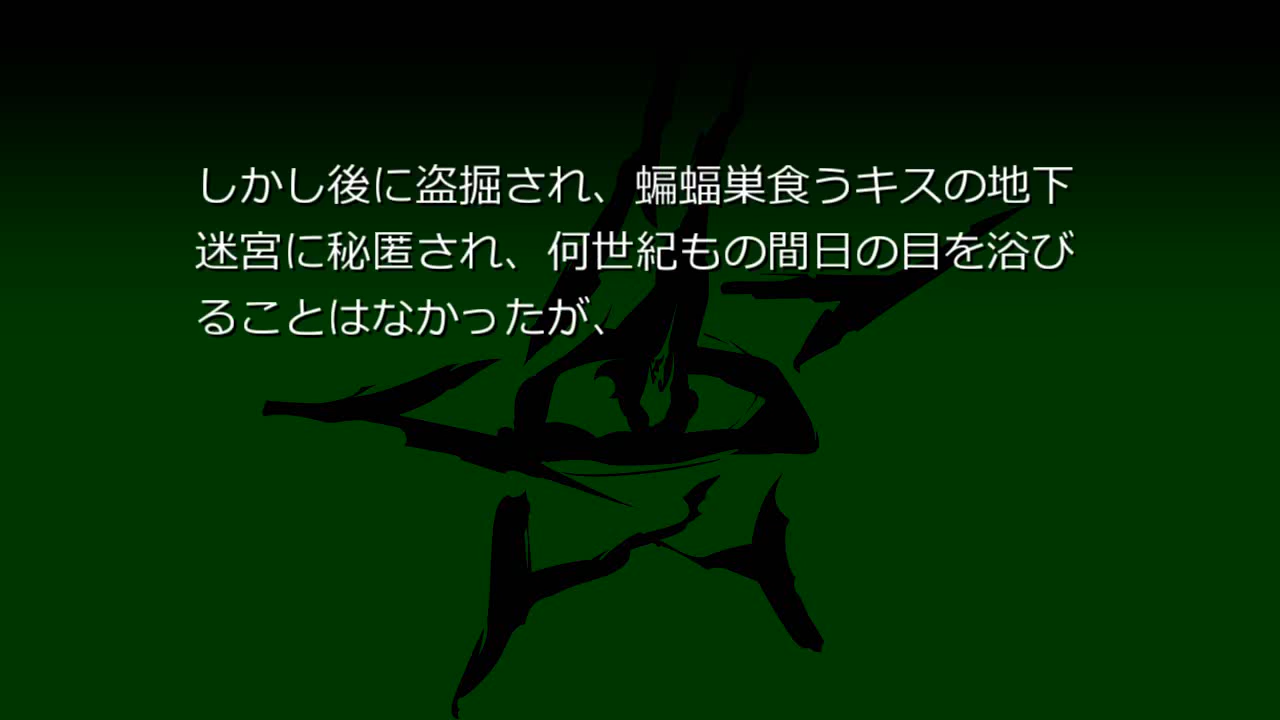 しかし後に盗掘され、蝙蝠巣食うキスの地下
迷宮に秘匿され、何世紀もの間日の目を浴び
ることはなかったが、